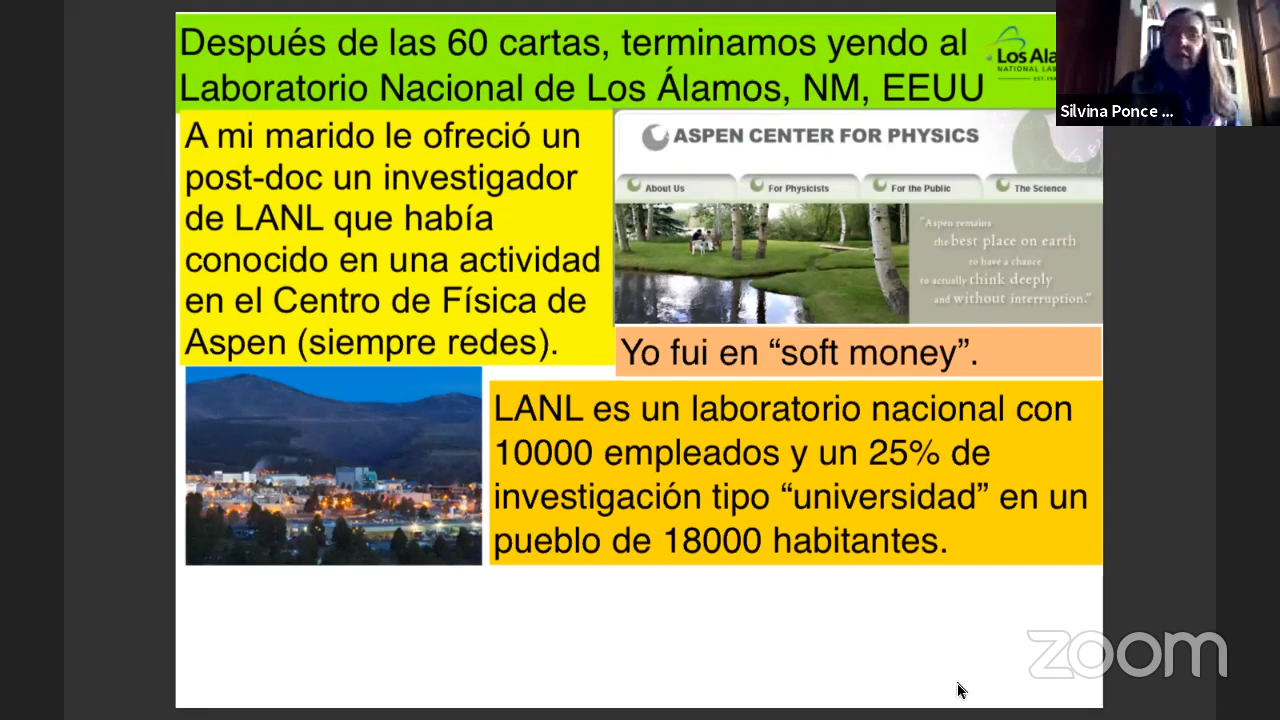 Después de las 60 cartas, terminamos yendo al
Laboratorio Nacional de Los Álamos, NM, EEUU
Los Ala
NATIONAL LAB
EST.
Silvina Ponce ...
A mi marido le ofreció un
post-doc un investigador
de LANL que había
conocido en una actividad
en el Centro de Física de
Aspen (siempre redes).
ASPEN CENTER FOR PHYSICS
About Us
For Physicists
For the Public
The Science
"Aspen remains
the best place on earth
to have a chance
to actually think deeply
and without interruption."
Yo fui en “soft money”.
LANL es un laboratorio nacional con
10000 empleados y un 25% de
investigación tipo “universidad” en un
pueblo de 18000 habitantes.
zoom